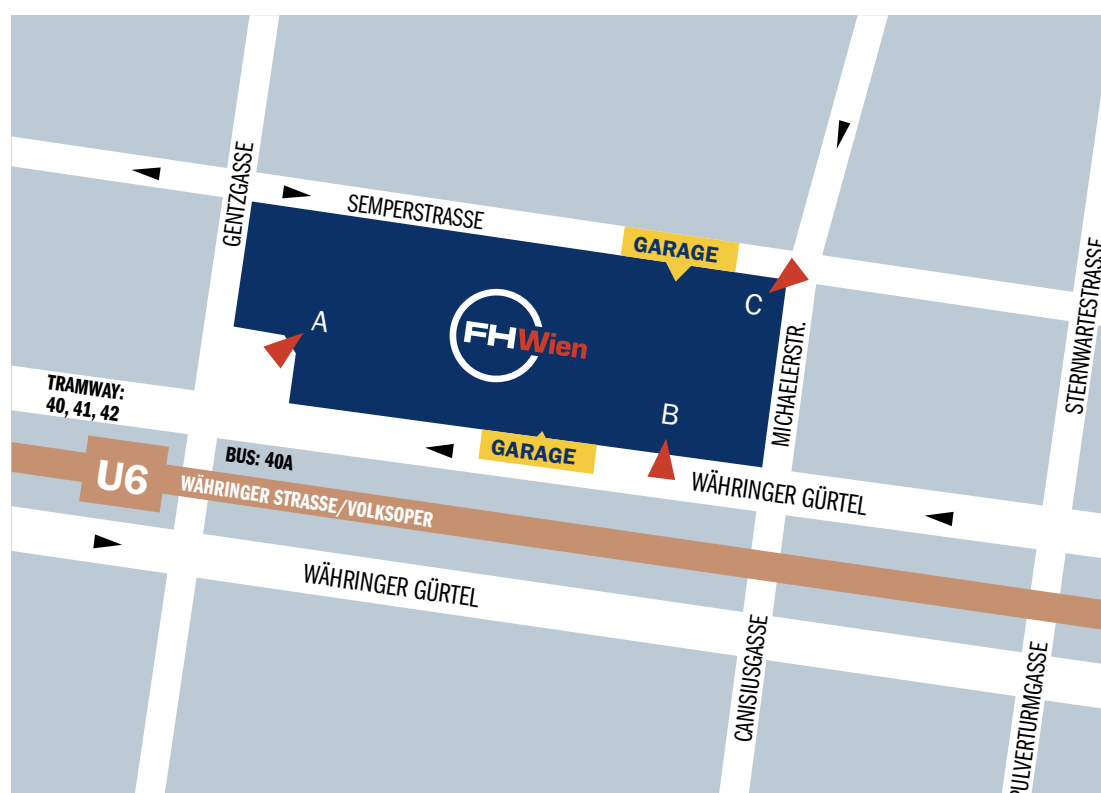 GENTZGASSE
SEMPERSTRASSE
GARAGE
C
A
FHWien
MICHAELERSTR.
STERNWARTESTRASSE
TRAMWAY:
40, 41, 42
B
BUS: 40A
GARAGE
U6
WÄHRINGER STRASSE/VOLKSOPER
WÄHRINGER GÜRTEL
WÄHRINGER GÜRTEL
CANISIUSGASSE
PULVERTURMGASSE